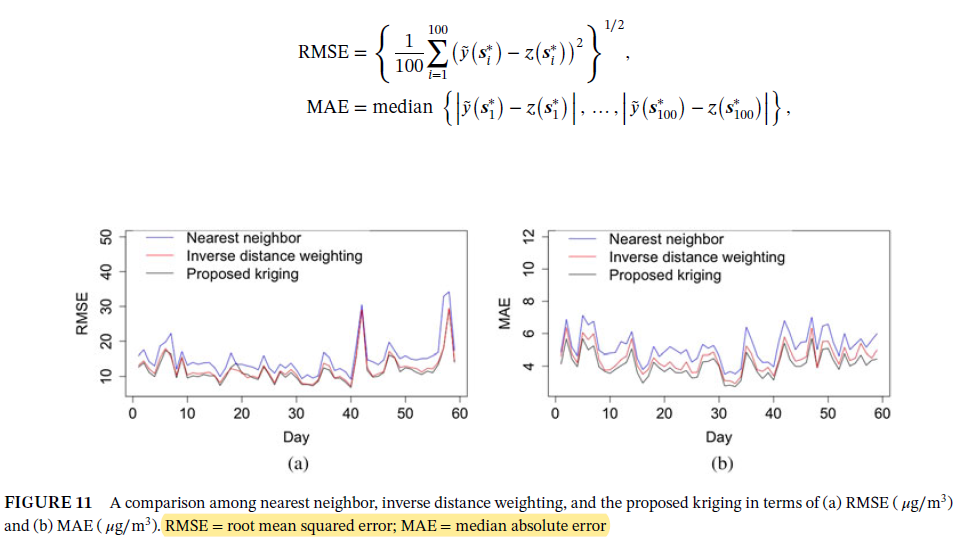 RMSE = { 1/100 ∑_{i=1}^{100} (ỹ(s*_i) − z(s*_i))² }^{1/2},
MAE = median {|ỹ(s*_1) − z(s*_1)|, …, |ỹ(s*_100) − z(s*_100)|},
RMSE
50
40
30
20
10
Nearest neighbor
Inverse distance weighting
Proposed kriging
0 10 20 30 40 50 60
Day
(a)
MAE
12
10
8
6
4
Nearest neighbor
Inverse distance weighting
Proposed kriging
0 10 20 30 40 50 60
Day
(b)
FIGURE 11 A comparison among nearest neighbor, inverse distance weighting, and the proposed kriging in terms of (a) RMSE ( μg/m³)
and (b) MAE ( μg/m³). RMSE = root mean squared error; MAE = median absolute error